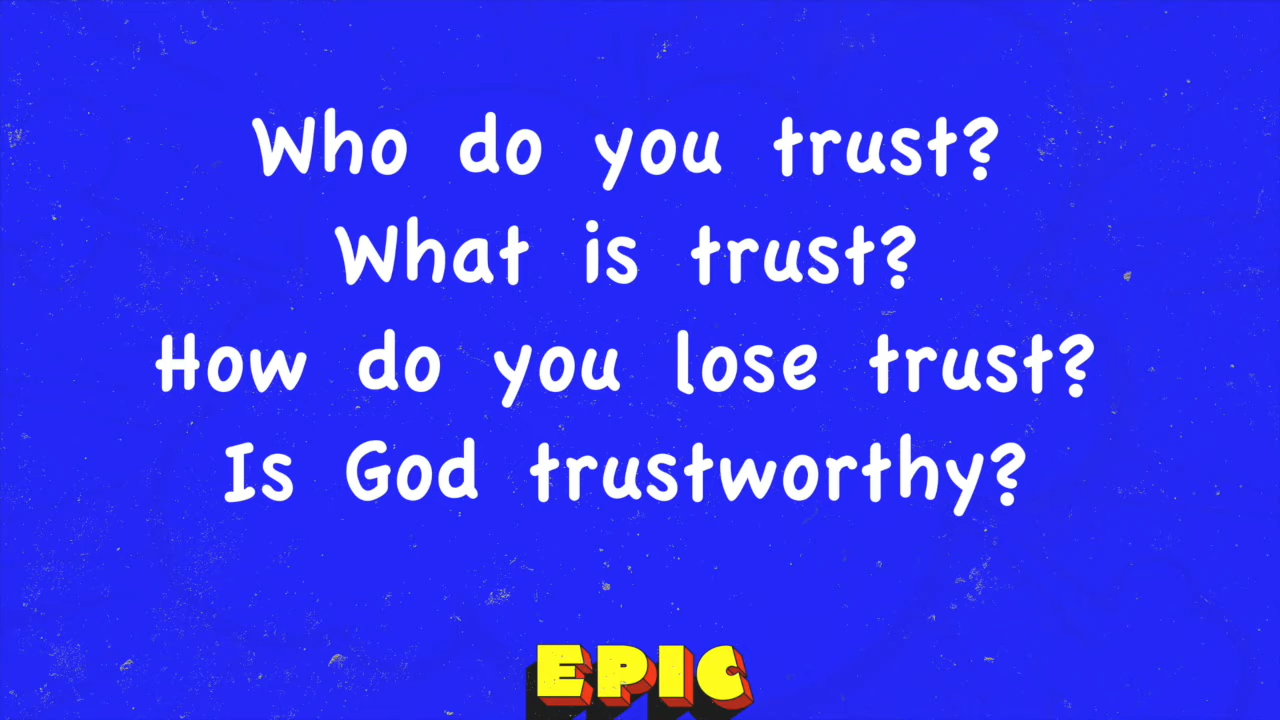 Who do you trust?
What is trust?
How do you lose trust?
Is God trustworthy?
EPIC